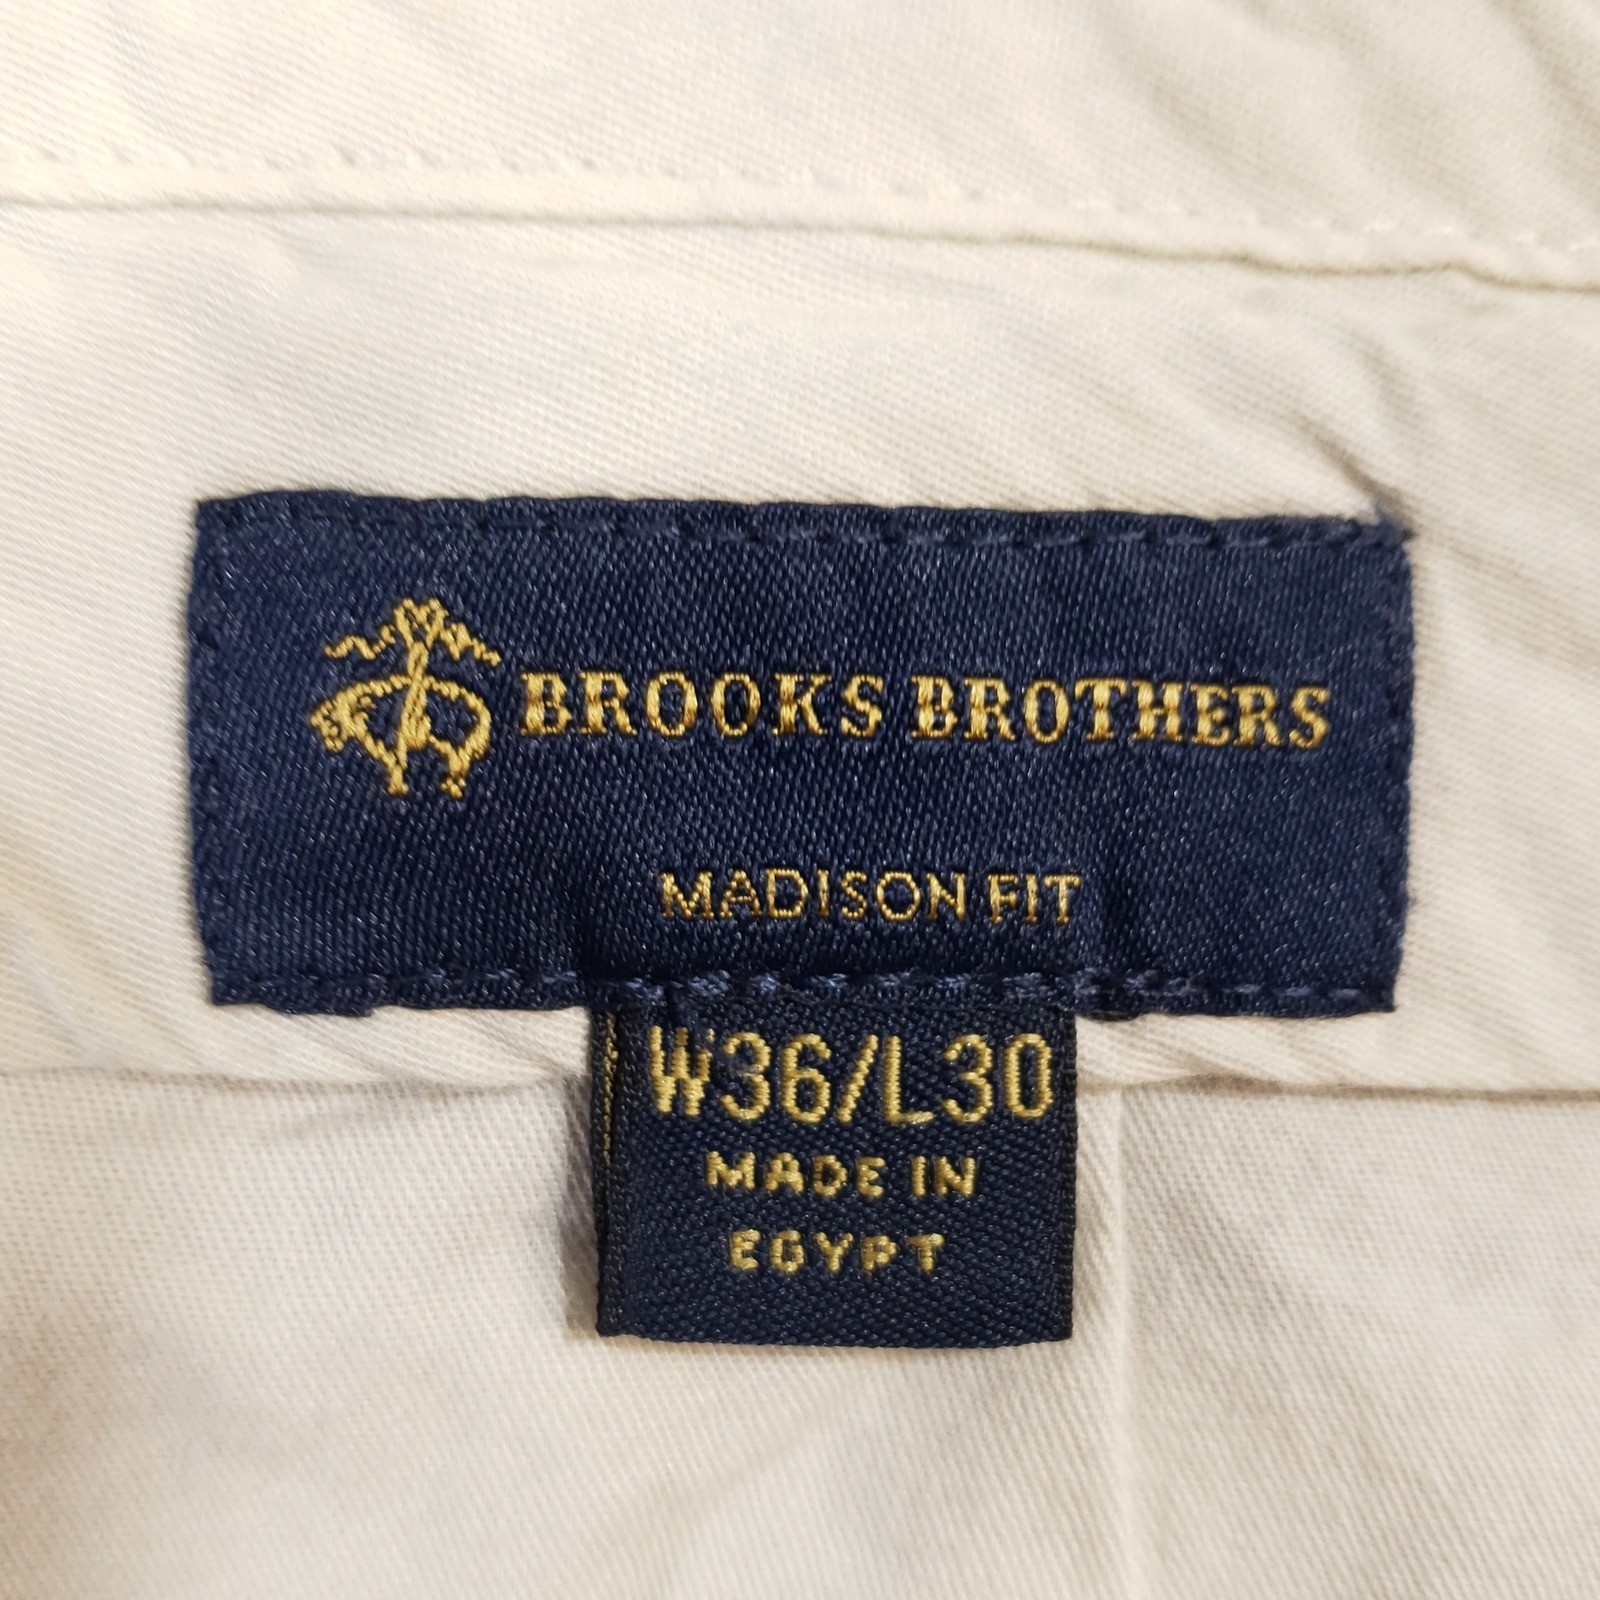 BROOKS BROTHERS
MADISON FIT
W36/L30
MADE IN
EGYPT